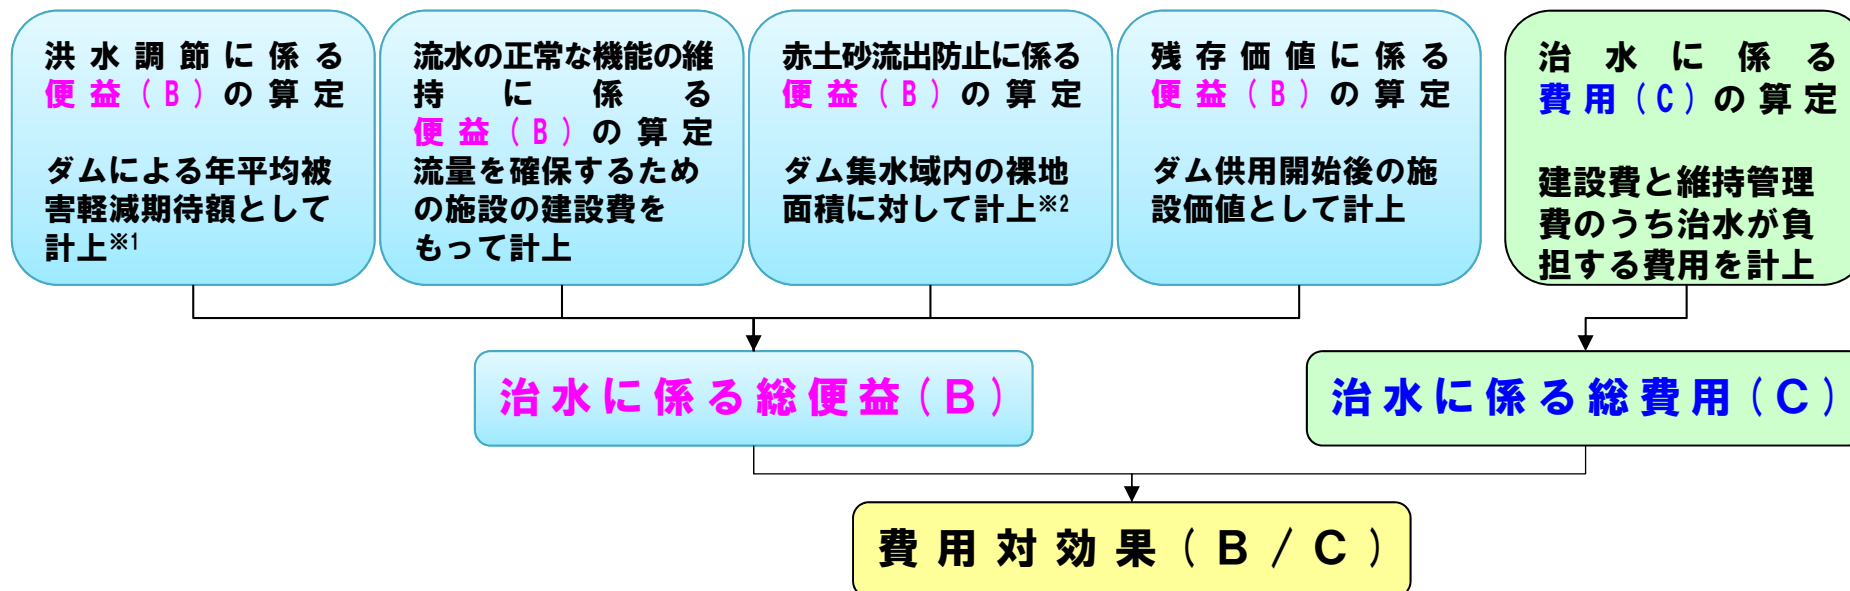 洪水調節に係る
便益(B)の算定
ダムによる年平均被
害軽減期待額として
計上※1
流水の正常な機能の維
持に係る
便益(B)の算定
流量を確保するため
の施設の建設費を
もって計上
赤土砂流出防止に係る
便益(B)の算定
ダム集水域内の裸地
面積に対して計上※2
残存価値に係る
便益(B)の算定
ダム供用開始後の施
設価値として計上
治水に係る
費用(C)の算定
建設費と維持管理
費のうち治水が負
担する費用を計上
治水に係る総便益(B)
治水に係る総費用(C)
費用対効果(B/C)